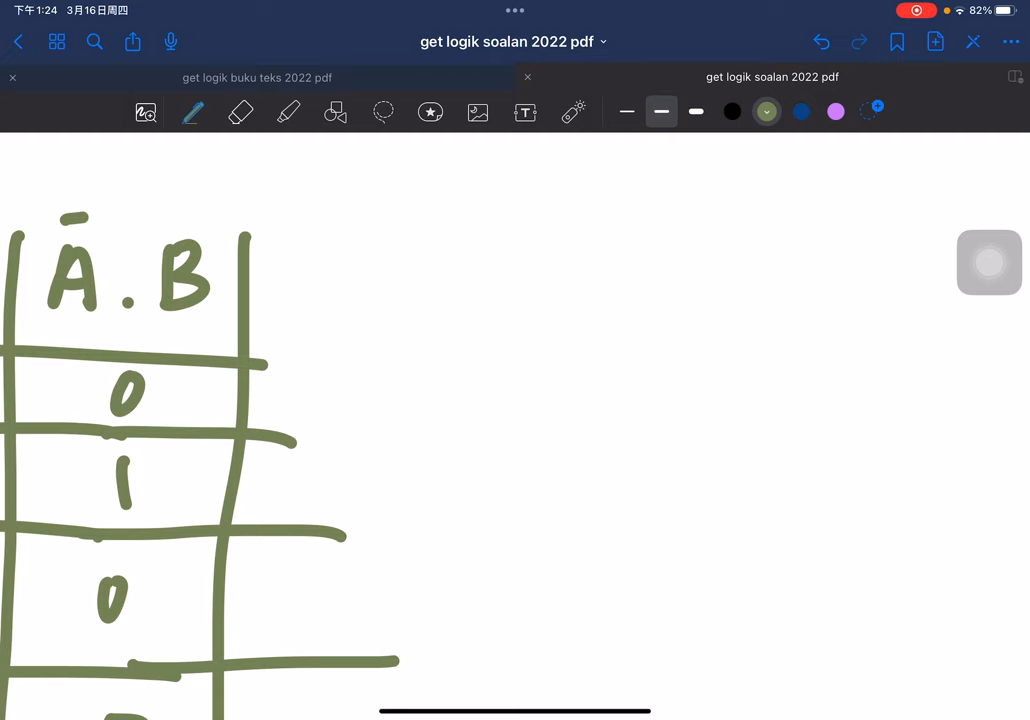 下午1:24 3月16日周四
82%
get logik soalan 2022 pdf
get logik buku teks 2022 pdf
get logik soalan 2022 pdf
T
Ā . B
0
1
0